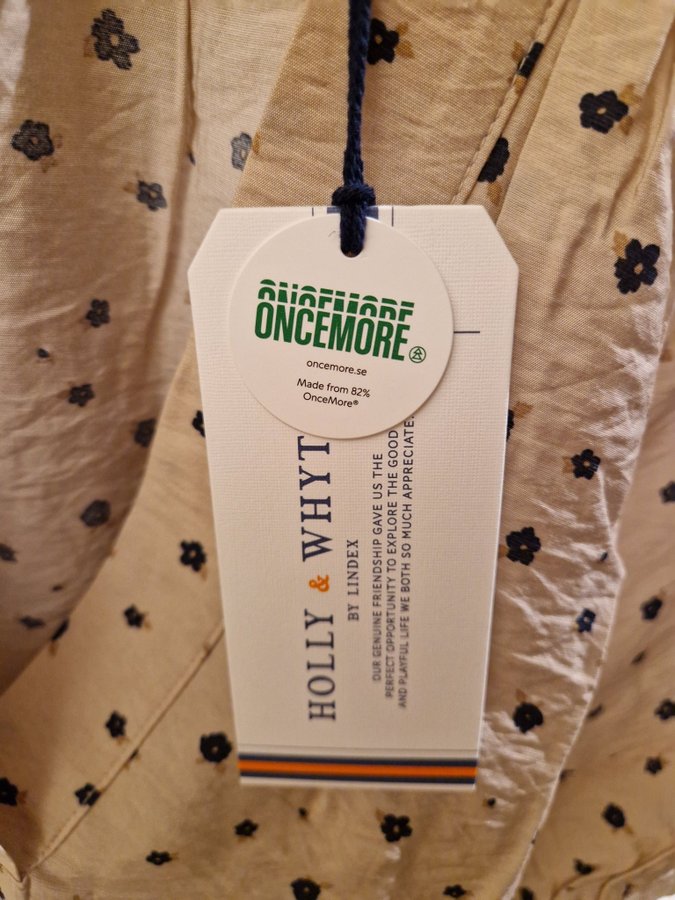 ONCEMORE
ONCEMORE
oncemore.se
Made from 82%
OnceMore®
HOLLY & WHYT
BY LINDEX
OUR GENUINE FRIENDSHIP GAVE US THE
PERFECT OPPORTUNITY TO EXPLORE THE GOOD
AND PLAYFUL LIFE WE BOTH SO MUCH APPRECIATE.